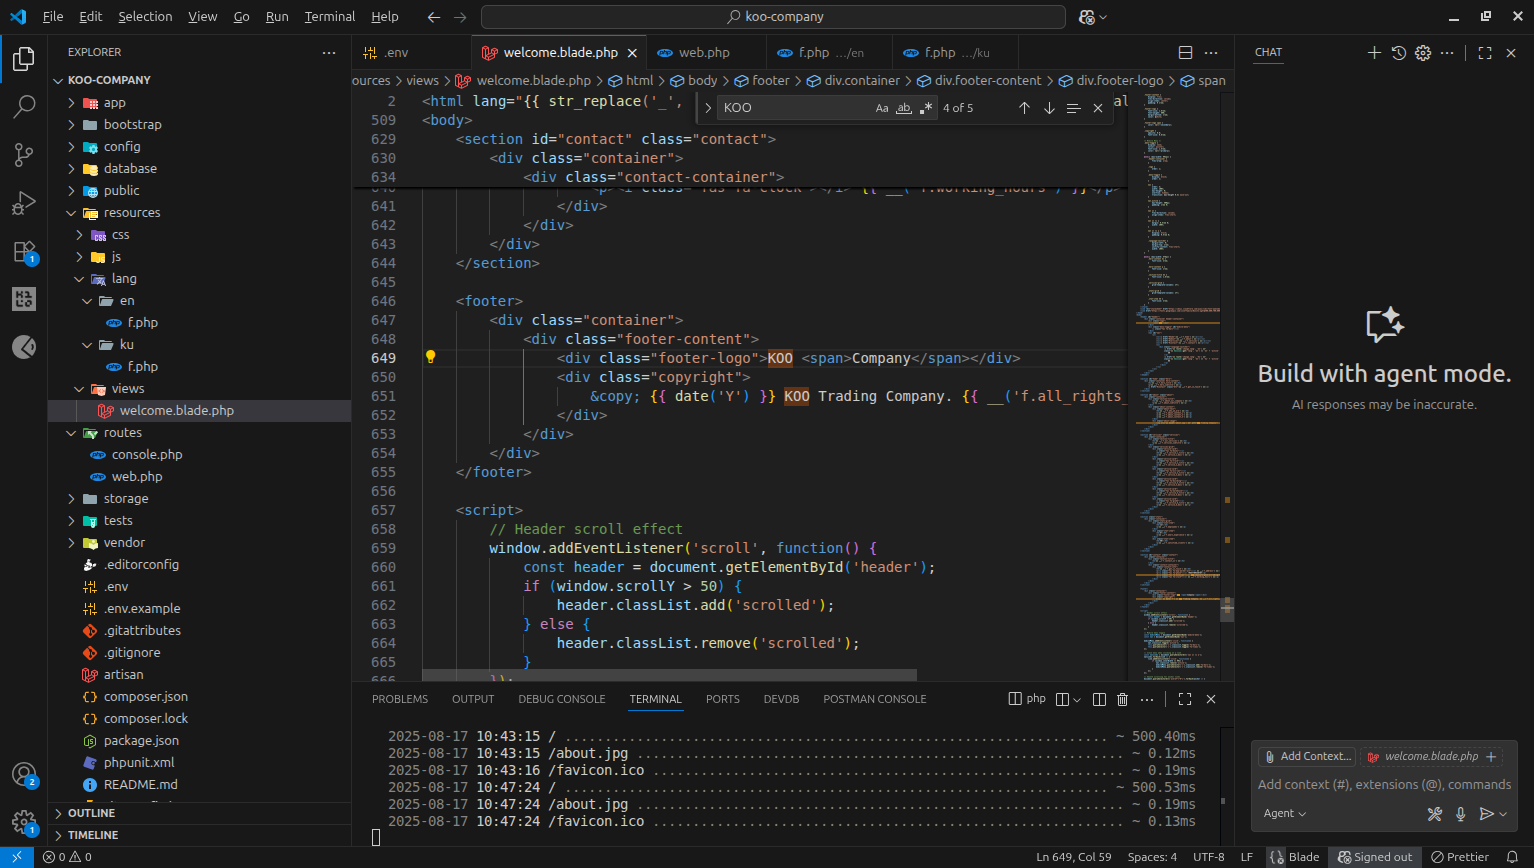 File Edit Selection View Go Run Terminal Help
koo-company
EXPLORER
KOO-COMPANY
app
bootstrap
config
database
public
resources
css
js
lang
en
f.php
ku
f.php
views
welcome.blade.php
routes
console.php
web.php
storage
tests
vendor
.editorconfig
.env
.env.example
.gitattributes
.gitignore
artisan
composer.json
composer.lock
package.json
phpunit.xml
README.md
OUTLINE
TIMELINE
1
2
1
.env
welcome.blade.php
web.php
f.php .../en
f.php .../ku
ources > views > welcome.blade.php > html > body > footer > div.container > div.footer-content > div.footer-logo > span
KOO
Aa ab
4 of 5
2 <html lang="{{ str_replace('_',
509 <body>
629 <section id="contact" class="contact">
630 <div class="container">
634 <div class="contact-container">
640 <p><i class="fas fa-clock"></i> {{ __('f.working_hours') }}</p>
641 </div>
642 </div>
643 </div>
644 </section>
645
646 <footer>
647 <div class="container">
648 <div class="footer-content">
649 <div class="footer-logo">KOO <span>Company</span></div>
650 <div class="copyright">
651 &copy; {{ date('Y') }} KOO Trading Company. {{ __('f.all_rights_
652 </div>
653 </div>
654 </div>
655 </footer>
656
657 <script>
658 // Header scroll effect
659 window.addEventListener('scroll', function() {
660 const header = document.getElementById('header');
661 if (window.scrollY > 50) {
662 header.classList.add('scrolled');
663 } else {
664 header.classList.remove('scrolled');
665 }
666 });
PROBLEMS OUTPUT DEBUG CONSOLE TERMINAL PORTS DEVDB POSTMAN CONSOLE
php
2025-08-17 10:43:15 / ........ ~ 500.40ms
2025-08-17 10:43:15 /about.jpg ........ ~ 0.12ms
2025-08-17 10:43:16 /favicon.ico ........ ~ 0.19ms
2025-08-17 10:47:24 / ........ ~ 500.53ms
2025-08-17 10:47:24 /about.jpg ........ ~ 0.19ms
2025-08-17 10:47:24 /favicon.ico ........ ~ 0.13ms
CHAT
Build with agent mode.
AI responses may be inaccurate.
Add Context...
welcome.blade.php
Add context (#), extensions (@), commands
Agent
0 0
Ln 649, Col 59 Spaces: 4 UTF-8 LF Blade Signed out Prettier